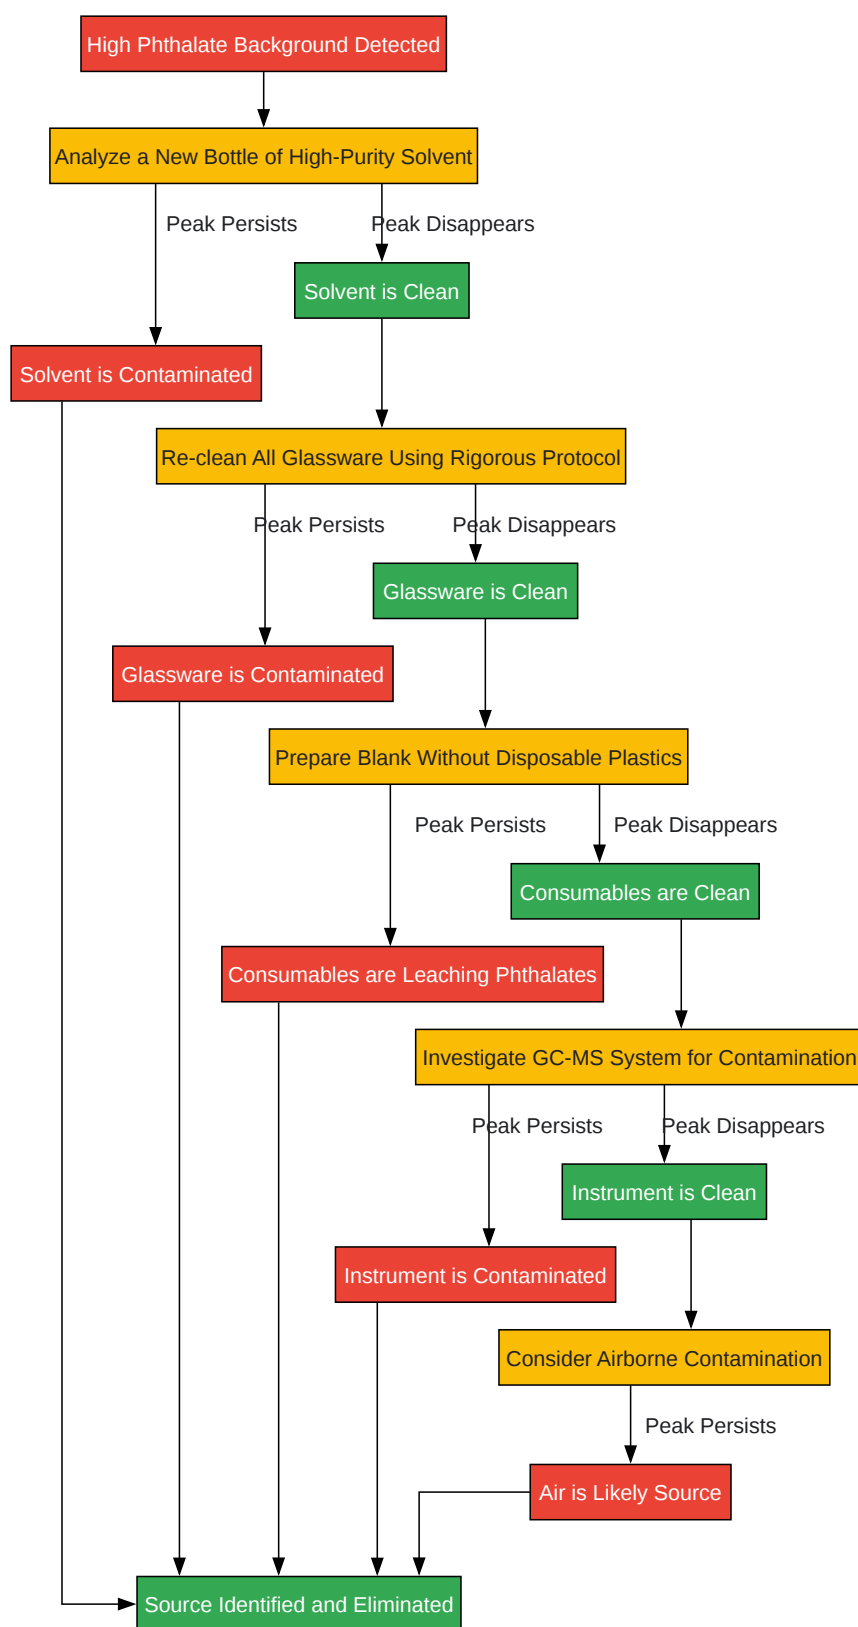 High Phthalate Background Detected
Analyze a New Bottle of High-Purity Solvent
Peak Persists
Peak Disappears
Solvent is Clean
Solvent is Contaminated
Re-clean All Glassware Using Rigorous Protocol
Peak Persists
Peak Disappears
Glassware is Clean
Glassware is Contaminated
Prepare Blank Without Disposable Plastics
Peak Persists
Peak Disappears
Consumables are Clean
Consumables are Leaching Phthalates
Investigate GC-MS System for Contamination
Peak Persists
Peak Disappears
Instrument is Clean
Instrument is Contaminated
Consider Airborne Contamination
Peak Persists
Air is Likely Source
Source Identified and Eliminated